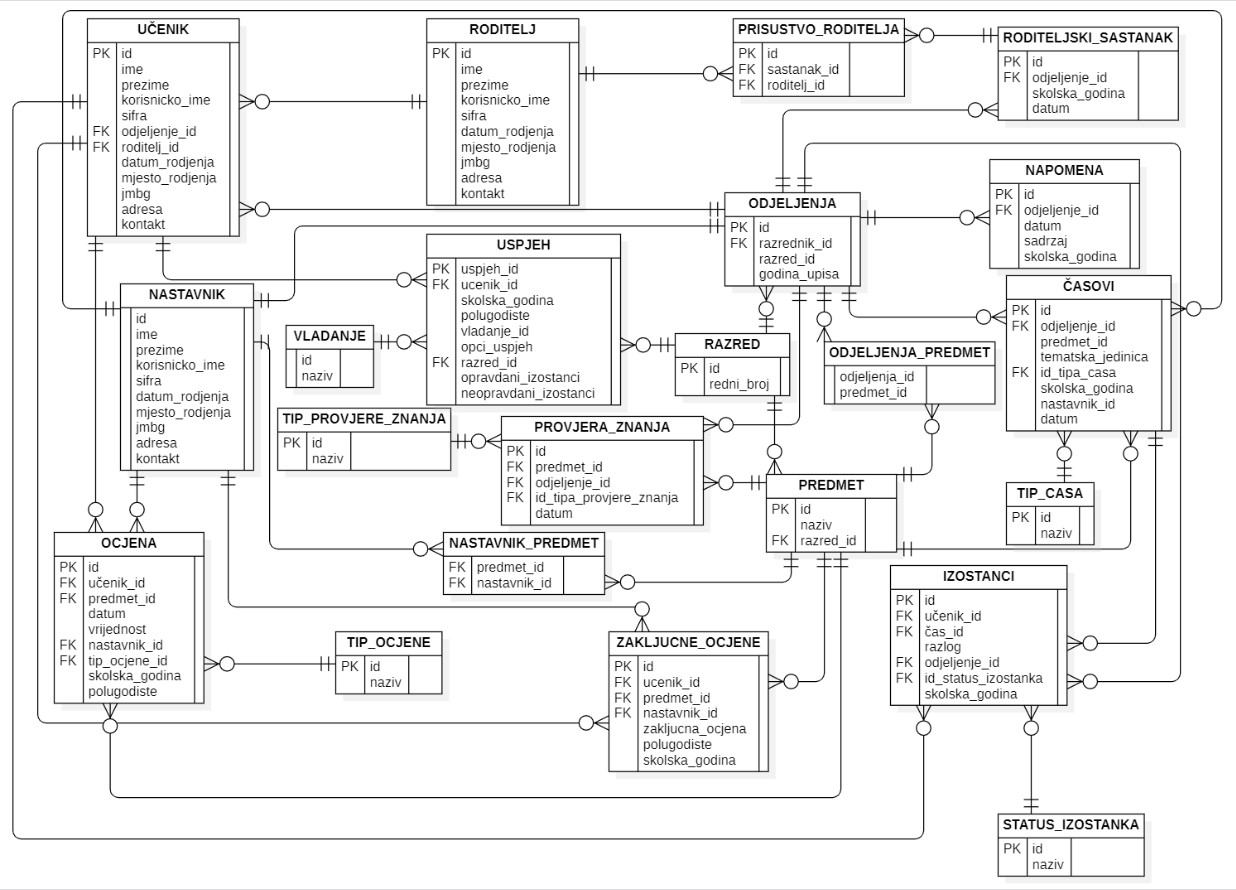 UČENIK
PK id
ime
prezime
korisnicko_ime
sifra
FK odjeljenje_id
FK roditelj_id
datum_rodjenja
mjesto_rodjenja
jmbg
adresa
kontakt
RODITELJ
PK id
ime
prezime
korisnicko_ime
sifra
datum_rodjenja
mjesto_rodjenja
jmbg
adresa
kontakt
PRISUSTVO_RODITELJA
PK id
FK sastanak_id
FK roditelj_id
RODITELJSKI_SASTANAK
PK id
FK odjeljenje_id
skolska_godina
datum
NAPOMENA
PK id
FK odjeljenje_id
datum
sadrzaj
skolska_godina
ODJELJENJA
PK id
FK razrednik_id
razred_id
godina_upisa
USPJEH
PK uspjeh_id
FK ucenik_id
skolska_godina
polugodiste
vladanje_id
opci_uspjeh
FK razred_id
opravdani_izostanci
neopravdani_izostanci
NASTAVNIK
id
ime
prezime
korisnicko_ime
sifra
datum_rodjenja
mjesto_rodjenja
jmbg
adresa
kontakt
VLADANJE
id
naziv
RAZRED
PK id
redni_broj
ODJELJENJA_PREDMET
odjeljenja_id
predmet_id
ČASOVI
PK id
FK odjeljenje_id
predmet_id
tematska_jedinica
FK id_tipa_casa
skolska_godina
nastavnik_id
datum
TIP_PROVJERE_ZNANJA
PK id
naziv
PROVJERA_ZNANJA
PK id
FK predmet_id
FK odjeljenje_id
FK id_tipa_provjere_znanja
datum
PREDMET
PK id
naziv
FK razred_id
TIP_CASA
PK id
naziv
OCJENA
PK id
FK učenik_id
FK predmet_id
datum
vrijednost
FK nastavnik_id
FK tip_ocjene_id
skolska_godina
polugodiste
NASTAVNIK_PREDMET
FK predmet_id
FK nastavnik_id
TIP_OCJENE
PK id
naziv
ZAKLJUCNE_OCJENE
PK id
FK ucenik_id
FK predmet_id
FK nastavnik_id
zakljucna_ocjena
polugodiste
skolska_godina
IZOSTANCI
PK id
FK učenik_id
FK čas_id
razlog
FK odjeljenje_id
FK id_status_izostanka
skolska_godina
STATUS_IZOSTANKA
PK id
naziv